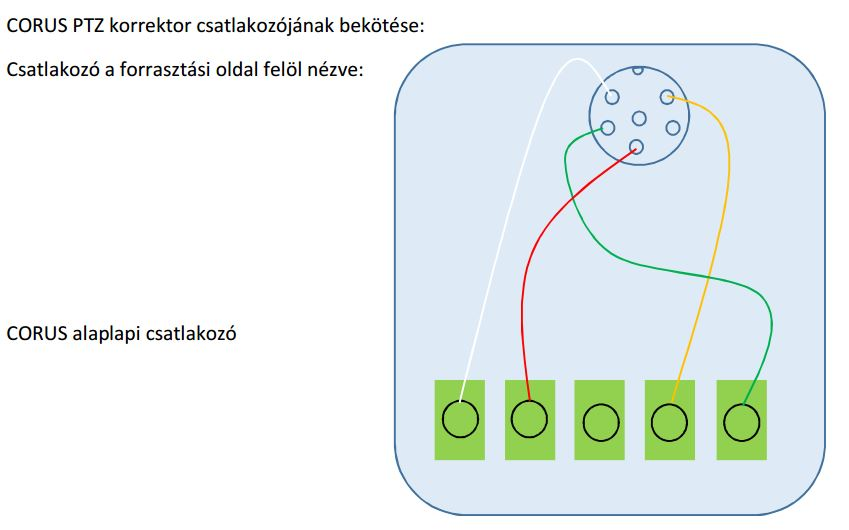 CORUS PTZ korrektor csatlakozójának bekötése:
Csatlakozó a forrasztási oldal felöl nézve:
CORUS alaplapi csatlakozó